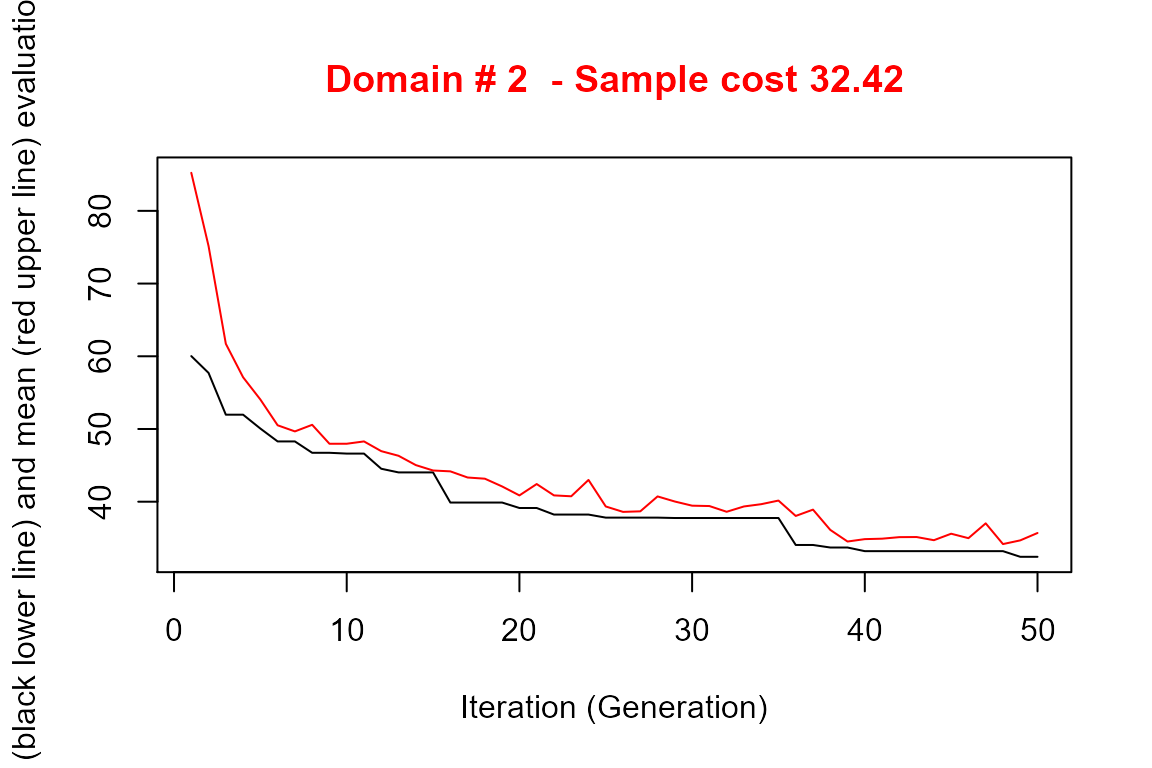 Domain # 2  - Sample cost 32.42
(black lower line) and mean (red upper line) evaluatio
80
70
60
50
40
0 10 20 30 40 50
Iteration (Generation)